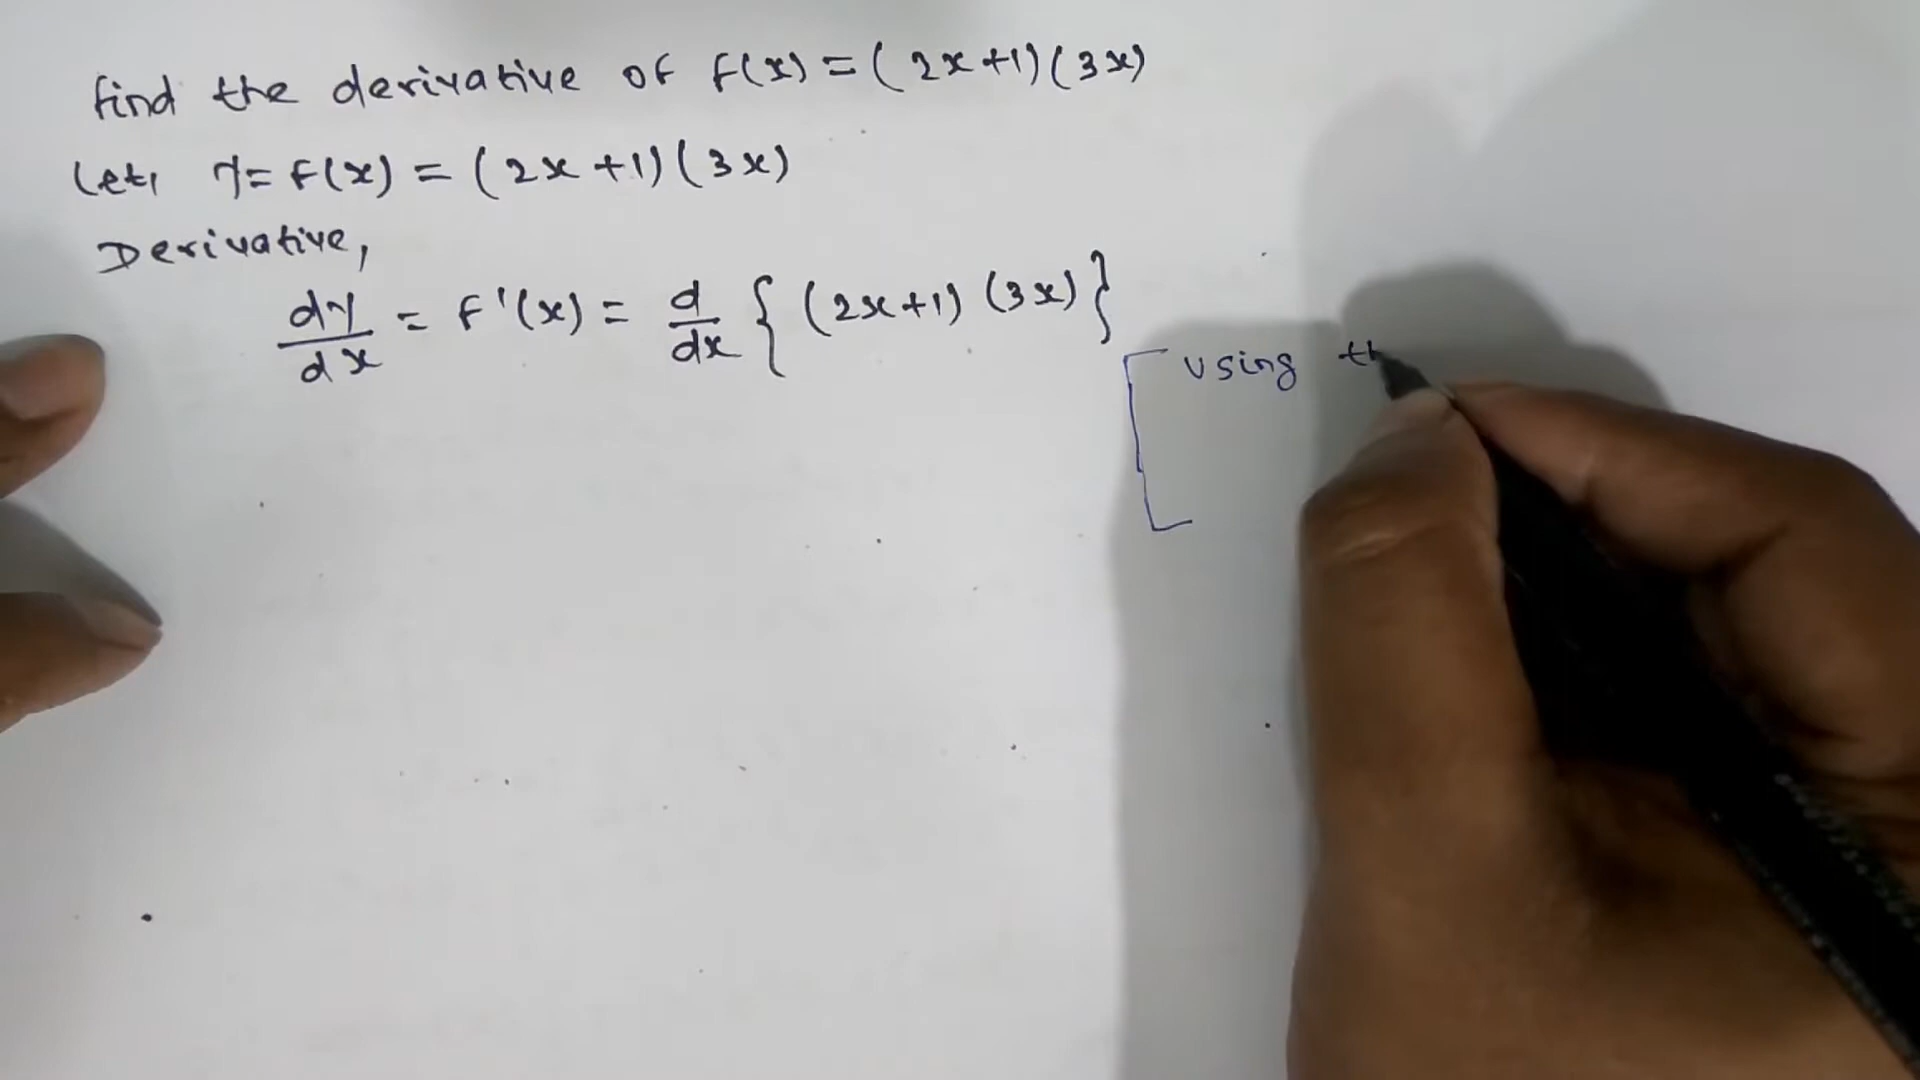 find the derivative of f(x) = (2x+1)(3x)
Let, y = f(x) = (2x+1)(3x)
Derivative,
dy/dx = f'(x) = d/dx { (2x+1) (3x) }
using th